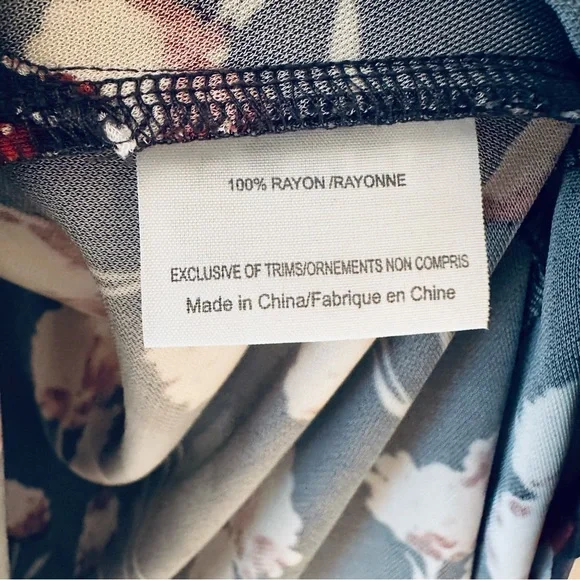 100% RAYON /RAYONNE
EXCLUSIVE OF TRIMS/ORNEMENTS NON COMPRIS
Made in China/Fabrique en Chine